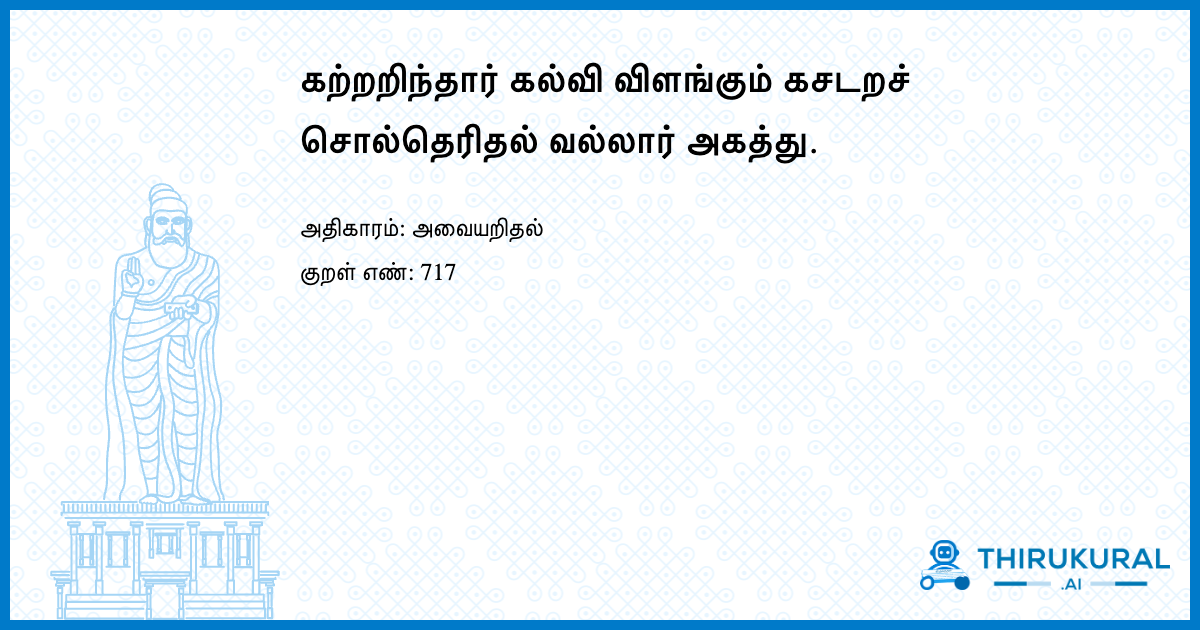 கற்றறிந்தார் கல்வி விளங்கும் கசடறச்
சொல்தெரிதல் வல்லார் அகத்து.
அதிகாரம்: அவையறிதல்
குறள் எண்: 717
THIRUKURAL
.AI